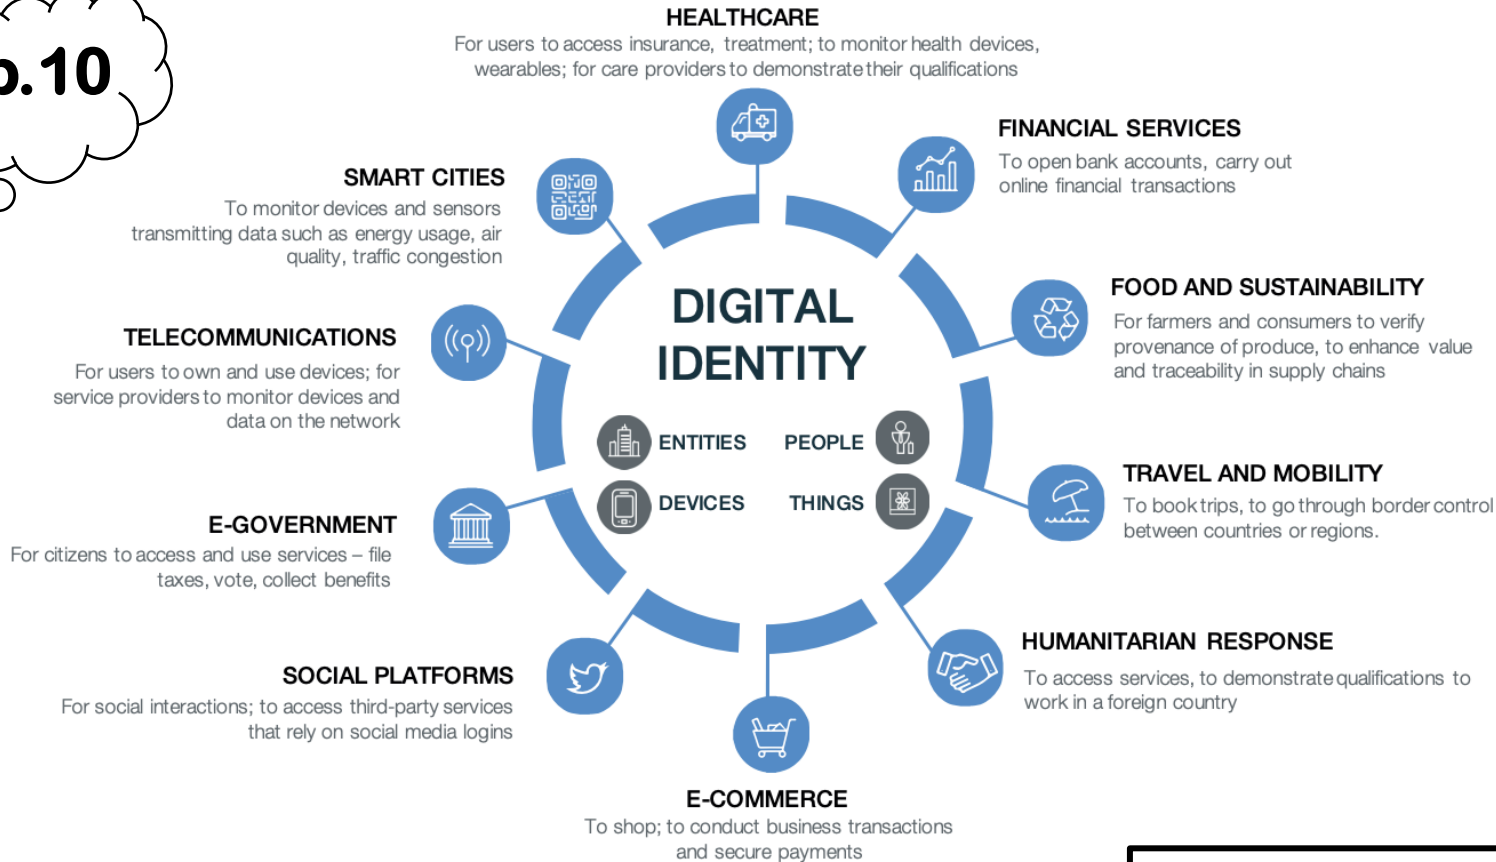 p.10
HEALTHCARE
For users to access insurance, treatment; to monitor health devices,
wearables; for care providers to demonstrate their qualifications
FINANCIAL SERVICES
To open bank accounts, carry out
online financial transactions
FOOD AND SUSTAINABILITY
For farmers and consumers to verify
provenance of produce, to enhance value
and traceability in supply chains
TRAVEL AND MOBILITY
To book trips, to go through border control
between countries or regions.
HUMANITARIAN RESPONSE
To access services, to demonstrate qualifications to
work in a foreign country
E-COMMERCE
To shop; to conduct business transactions
and secure payments
SOCIAL PLATFORMS
For social interactions; to access third-party services
that rely on social media logins
E-GOVERNMENT
For citizens to access and use services – file
taxes, vote, collect benefits
TELECOMMUNICATIONS
For users to own and use devices; for
service providers to monitor devices and
data on the network
SMART CITIES
To monitor devices and sensors
transmitting data such as energy usage, air
quality, traffic congestion
DIGITAL
IDENTITY
ENTITIES
PEOPLE
DEVICES
THINGS